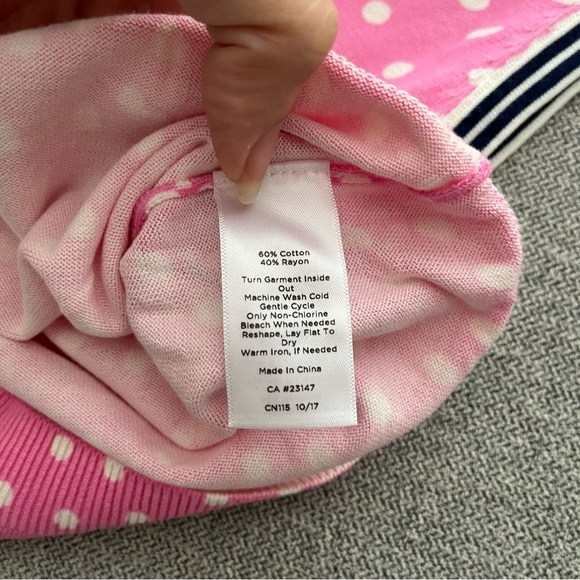 60% Cotton
40% Rayon
Turn Garment Inside
Out
Machine Wash Cold
Gentle Cycle
Only Non-Chlorine
Bleach When Needed
Reshape, Lay Flat To
Dry
Warm Iron, If Needed
Made In China
CA #23147
CN115 10/17